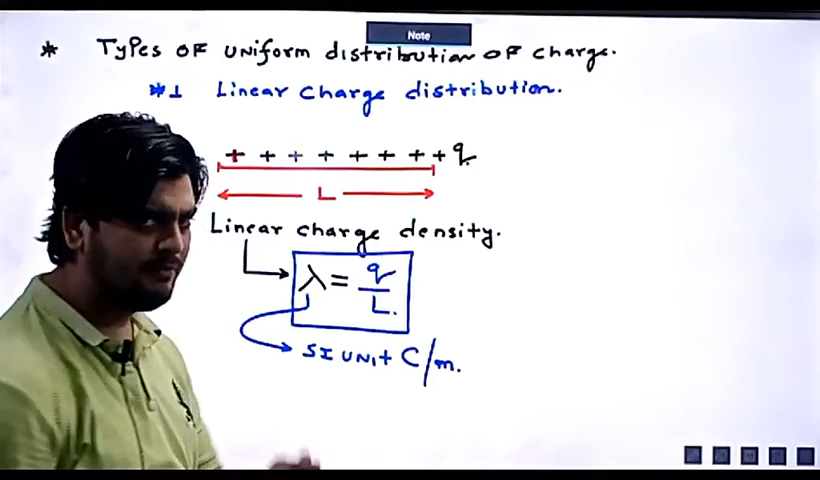 Note
* Types of uniform distribution of charge.
*1 Linear charge distribution.
+ + + + + + + + q
L
Linear charge density.
λ = q/L.
SI unit C/m.